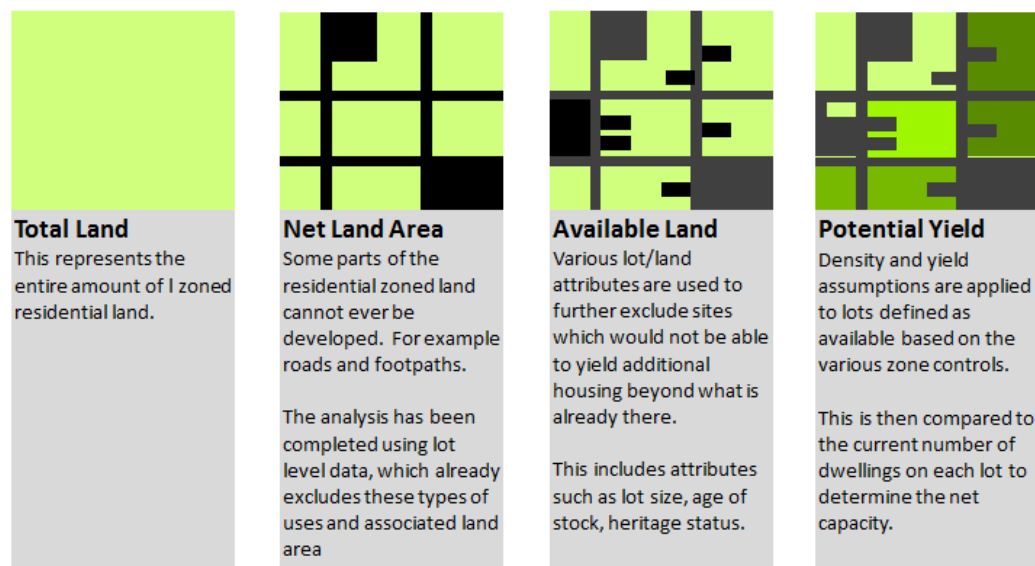 Total Land
This represents the
entire amount of l zoned
residential land.
Net Land Area
Some parts of the
residential zoned land
cannot ever be
developed.  For example
roads and footpaths.
The analysis has been
completed using lot
level data, which already
excludes these types of
uses and associated land
area
Available Land
Various lot/land
attributes are used to
further exclude sites
which would not be able
to yield additional
housing beyond what is
already there.
This includes attributes
such as lot size, age of
stock, heritage status.
Potential Yield
Density and yield
assumptions are applied
to lots defined as
available based on the
various zone controls.
This is then compared to
the current number of
dwellings on each lot to
determine the net
capacity.